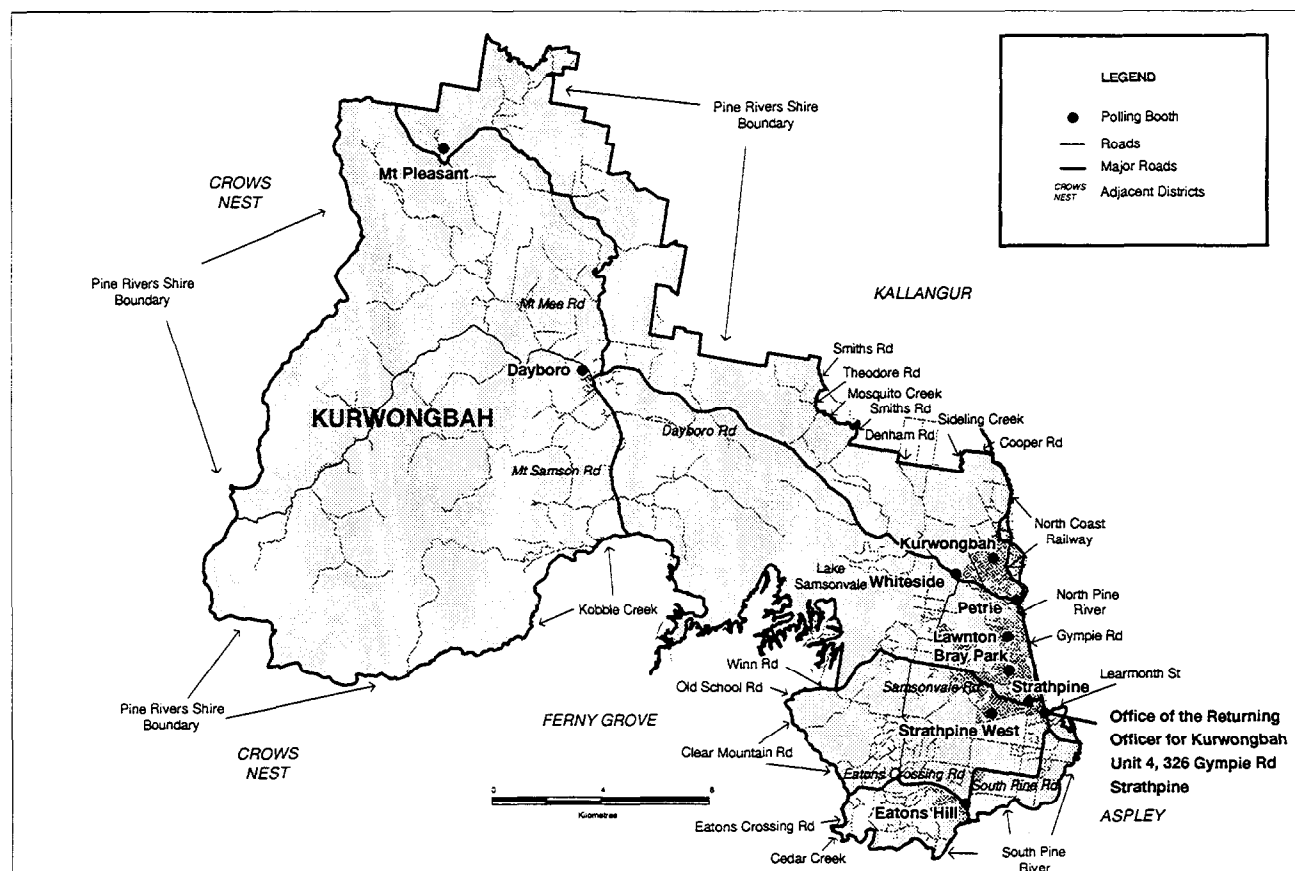 LEGEND
Polling Booth
Roads
Major Roads
CROWS
NEST
Adjacent Districts
Pine Rivers Shire
Boundary
CROWS
NEST
Mt Pleasant
Pine Rivers Shire
Boundary
KALLANGUR
Mt Mee Rd
Dayboro
KURWONGBAH
Dayboro Rd
Mt Samson Rd
Smiths Rd
Theodore Rd
Mosquito Creek
Smiths Rd
Sideling Creek
Denham Rd
Cooper Rd
North Coast
Railway
Kurwongbah
Lake
Samsonvale
Whiteside
Kobble Creek
Petrie
North Pine
River
Lawnton
Gympie Rd
Bray Park
Winn Rd
Old School Rd
Samsonvale Rd
Strathpine
Learmonth St
Pine Rivers Shire
Boundary
FERNY GROVE
Strathpine West
Office of the Returning
Officer for Kurwongbah
Unit 4, 326 Gympie Rd
Strathpine
CROWS
NEST
Clear Mountain Rd
Eatons Crossing Rd
South Pine Rd
0 4 8
Kilometres
ASPLEY
Eatons Hill
Eatons Crossing Rd
Cedar Creek
South Pine
River